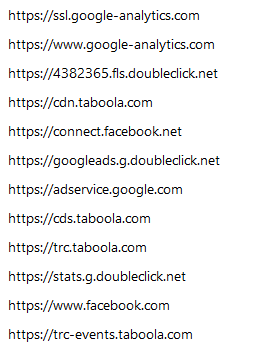 https://ssl.google-analytics.com
https://www.google-analytics.com
https://4382365.fls.doubleclick.net
https://cdn.taboola.com
https://connect.facebook.net
https://googleads.g.doubleclick.net
https://adservice.google.com
https://cds.taboola.com
https://trc.taboola.com
https://stats.g.doubleclick.net
https://www.facebook.com
https://trc-events.taboola.com